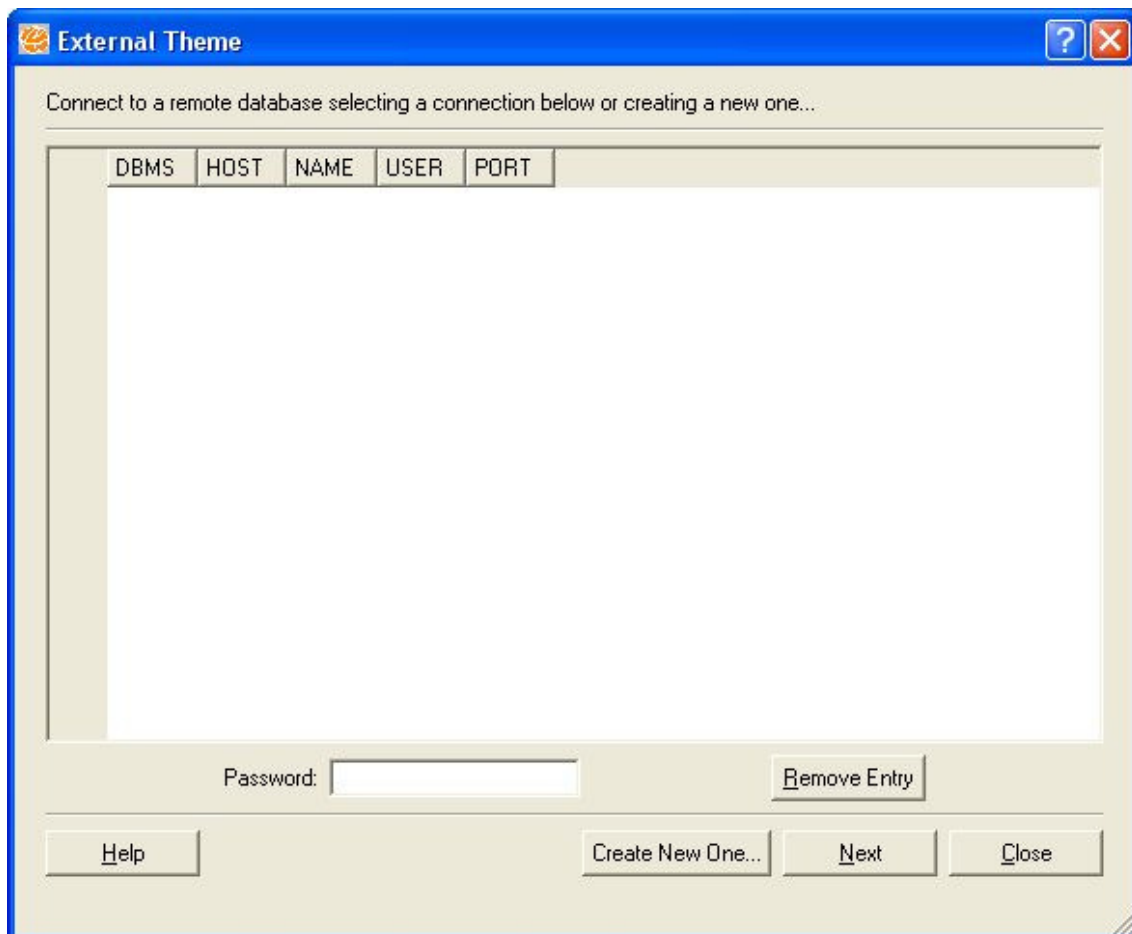 External Theme
Connect to a remote database selecting a connection below or creating a new one...
DBMS HOST NAME USER PORT
Password: Remove Entry
Help Create New One... Next Close